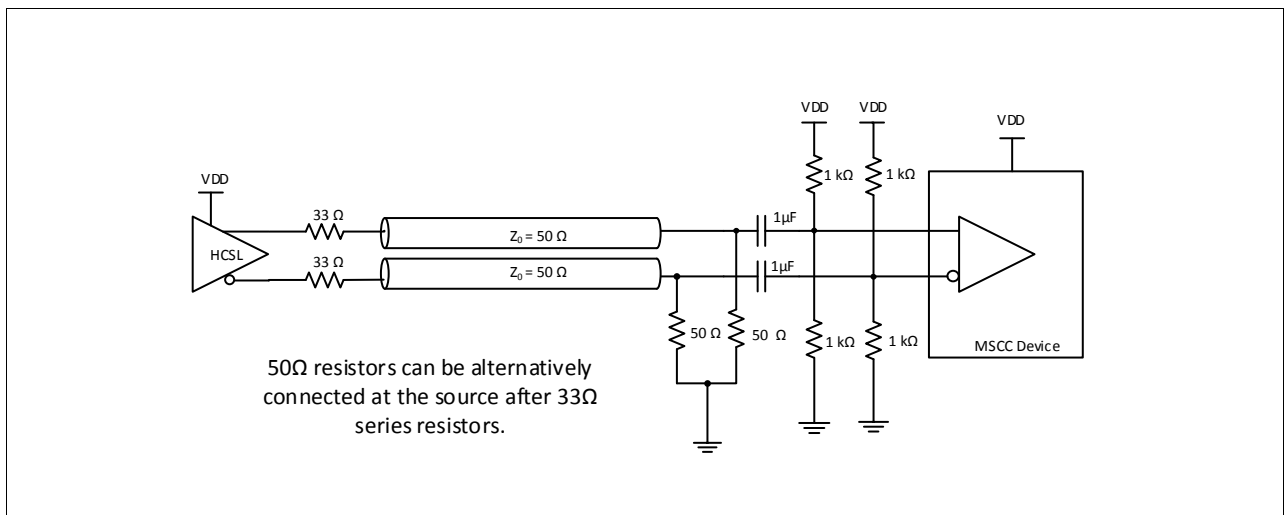 VDD
VDD
VDD
1 kΩ
1 kΩ
VDD
33 Ω
1µF
HCSL
Z₀ = 50 Ω
33 Ω
1µF
Z₀ = 50 Ω
50 Ω
50 Ω
1 kΩ
1 kΩ
MSCC Device
50Ω resistors can be alternatively
connected at the source after 33Ω
series resistors.